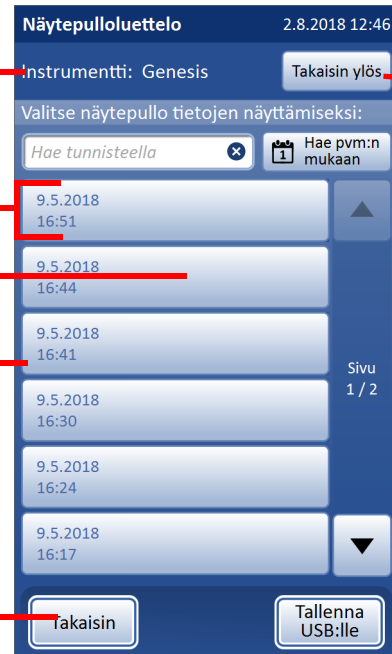 Näytepulloluettelo 2.8.2018 12:46
Instrumentti: Genesis
Takaisin ylös
Valitse näytepullo tietojen näyttämiseksi:
Hae tunnisteella
1
Hae pvm:n
mukaan
9.5.2018
16:51
9.5.2018
16:44
9.5.2018
16:41
9.5.2018
16:30
9.5.2018
16:24
9.5.2018
16:17
Sivu
1 / 2
Takaisin
Tallenna
USB:lle